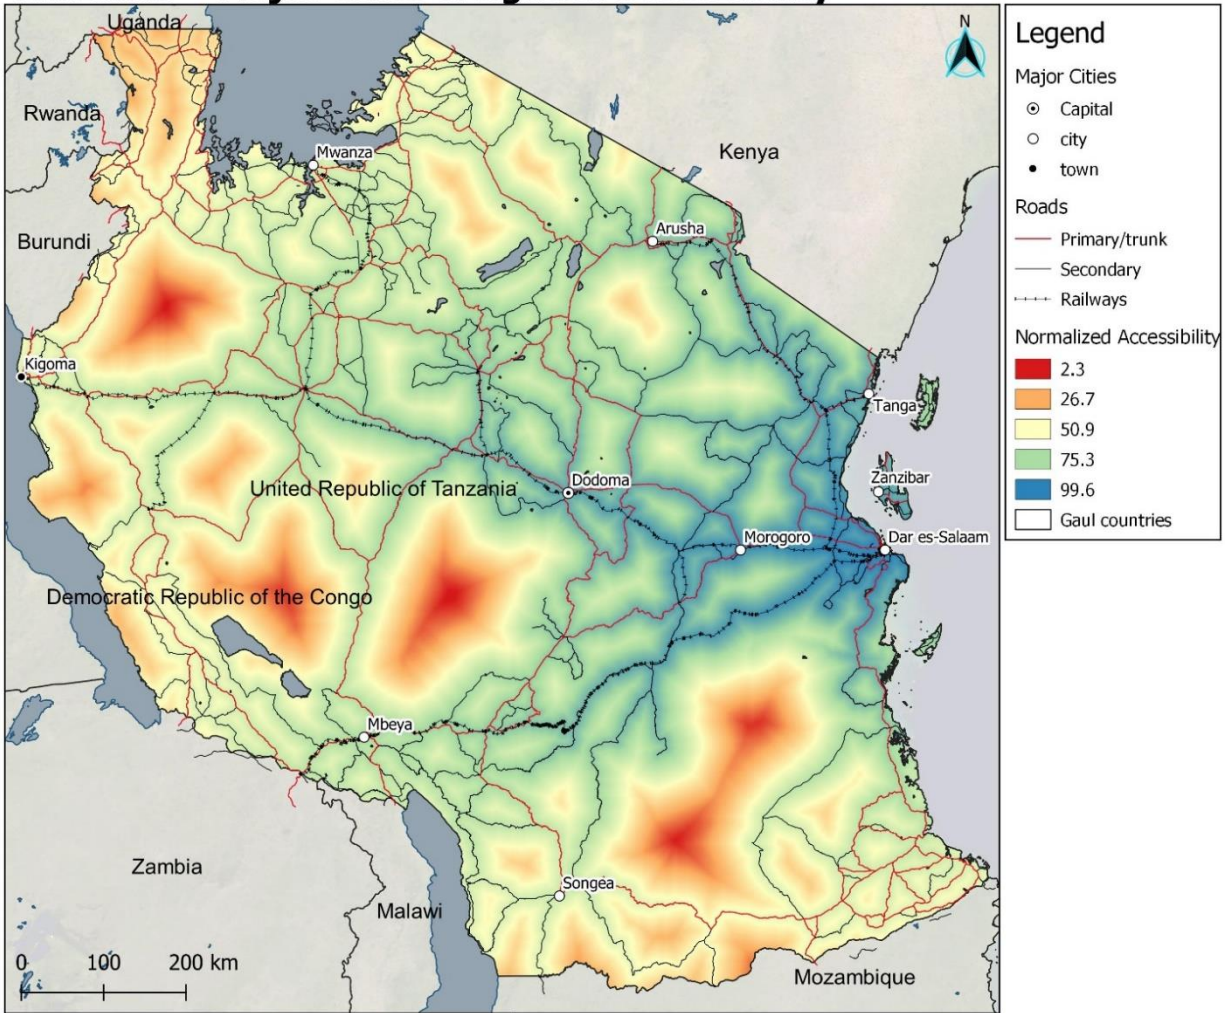 Uganda
Rwanda
Burundi
Mwanza
Kenya
Arusha
Kigoma
Tanga
Zanzibar
United Republic of Tanzania
Dodoma
Morogoro
Dar es-Salaam
Democratic Republic of the Congo
Mbeya
Zambia
Songea
Malawi
Mozambique
0 100 200 km
N
Legend
Major Cities
Capital
city
town
Roads
Primary/trunk
Secondary
Railways
Normalized Accessibility
2.3
26.7
50.9
75.3
99.6
Gaul countries